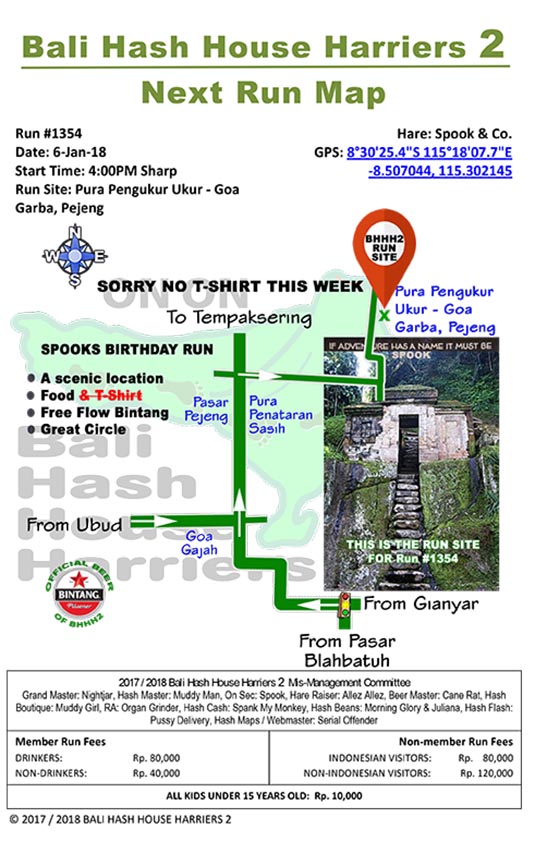 Bali Hash House Harriers 2
Next Run Map
Run #1354
Date: 6-Jan-18
Start Time: 4:00PM Sharp
Run Site: Pura Pengukur Ukur - Goa
Garba, Pejeng
Hare: Spook & Co.
GPS: 8°30'25.4"S 115°18'07.7"E
-8.507044, 115.302145
N
W E
S
BHHH2
RUN
SITE
ON ON
SORRY NO T-SHIRT THIS WEEK
Pura Pengukur
Ukur - Goa
Garba, Pejeng
X
To Tempaksering
IF ADVENTURE HAS A NAME IT MUST BE
SPOOK
SPOOKS BIRTHDAY RUN
A scenic location
Food & T-Shirt
Free Flow Bintang
Great Circle
Pasar
Pejeng
Pura
Penataran
Sasih
Bali
Hash
House
Harriers
From Ubud
Goa
Gajah
THIS IS THE RUN SITE
FOR Run #1354
OFFICIAL BEER
BINTANG
Pilsener
OF BHHH2
From Gianyar
From Pasar
Blahbatuh
2017 / 2018 Bali Hash House Harriers 2 Mis-Management Committee
Grand Master: Nightjar, Hash Master: Muddy Man, On Sec: Spook, Hare Raiser: Allez Allez, Beer Master: Cane Rat, Hash
Boutique: Muddy Girl, RA: Organ Grinder, Hash Cash: Spank My Monkey, Hash Beans: Morning Glory & Juliana, Hash Flash:
Pussy Delivery, Hash Maps / Webmaster: Serial Offender
Member Run Fees
DRINKERS: Rp. 80,000
NON-DRINKERS: Rp. 40,000
Non-member Run Fees
INDONESIAN VISITORS: Rp. 80,000
NON-INDONESIAN VISITORS: Rp. 120,000
ALL KIDS UNDER 15 YEARS OLD: Rp. 10,000
© 2017 / 2018 BALI HASH HOUSE HARRIERS 2